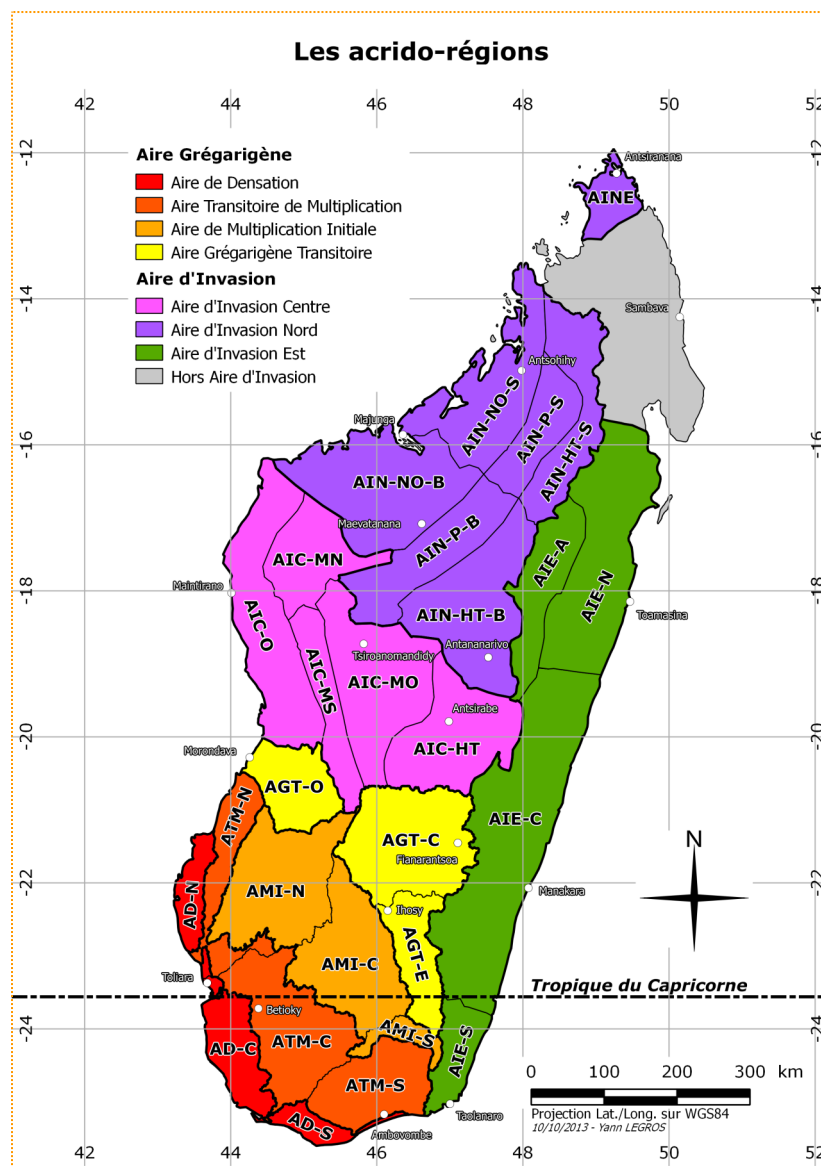 Les acrido-régions
42
44
46
48
50
52
-12
-14
-16
-18
-20
-22
-24
-12
-14
-16
-18
-20
-22
-24
Aire Grégarigène
Aire de Densation
Aire Transitoire de Multiplication
Aire de Multiplication Initiale
Aire Grégarigène Transitoire
Aire d'Invasion
Aire d'Invasion Centre
Aire d'Invasion Nord
Aire d'Invasion Est
Hors Aire d'Invasion
Antsiranana
AINE
Sambava
Antsohihy
AIN-NO-S
AIN-P-S
AIN-HT-S
Majunga
AIN-NO-B
Maevatanana
AIN-P-B
AIC-MN
AIE-A
AIE-N
Maintirano
AIN-HT-B
Toamasina
AIC-O
AIC-MS
Antananarivo
Tsiroanomandidy
AIC-MO
Antsirabe
AIC-HT
Morondava
AGT-O
ATM-N
AIE-C
AGT-C
Fianarantsoa
N
AD-N
AMI-N
Manakara
Ihosy
AGT-E
AMI-C
Toliara
Tropique du Capricorne
Betioky
AMI-S
AD-C
ATM-C
AIE-S
ATM-S
AD-S
Ambovombe
Taolanaro
0 100 200 300 km
Projection Lat./Long. sur WGS84
10/10/2013 - Yann LEGROS
42
44
46
48
50
52